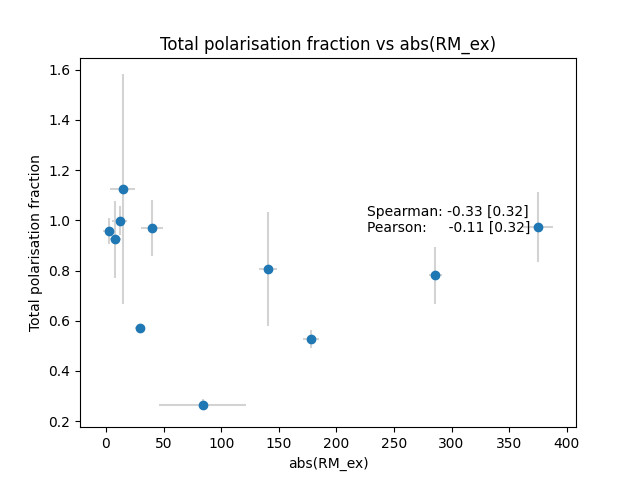 Total polarisation fraction vs abs(RM_ex)
1.6
1.4
1.2
1.0
0.8
0.6
0.4
0.2
Total polarisation fraction
Spearman: -0.33 [0.32]
Pearson: -0.11 [0.32]
0 50 100 150 200 250 300 350 400
abs(RM_ex)